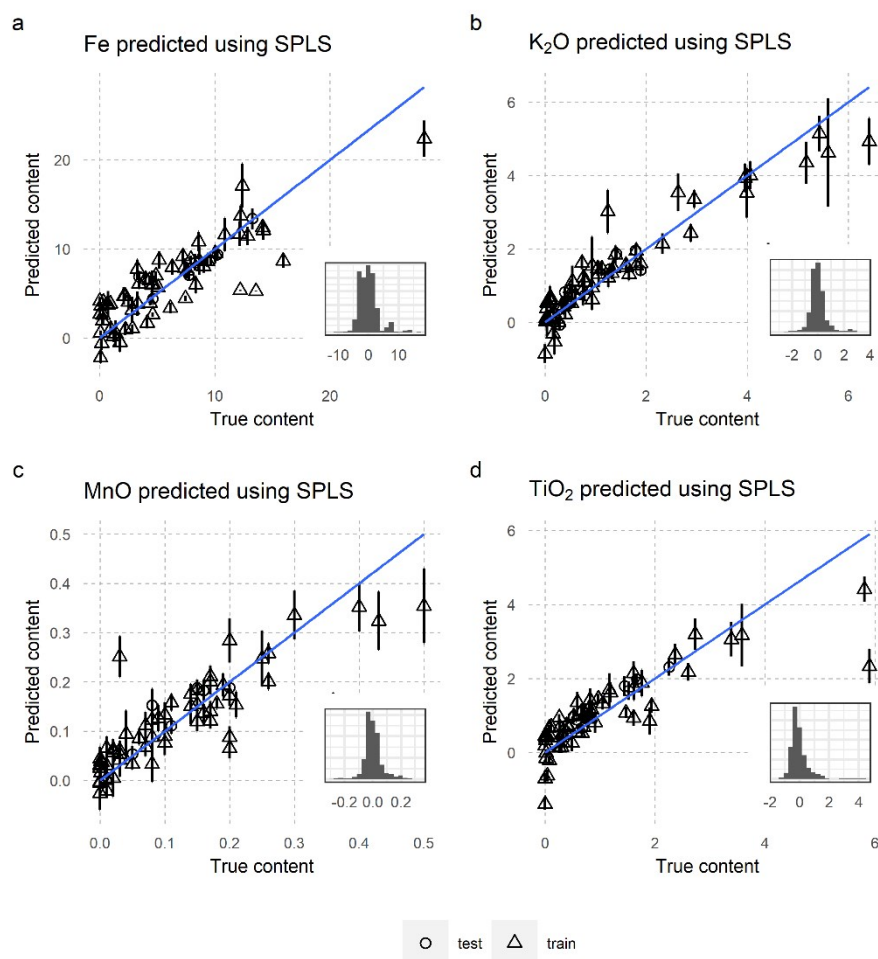 a
Fe predicted using SPLS
Predicted content
20
10
0
-10 0 10
0 10 20
True content
b
K₂O predicted using SPLS
Predicted content
6
4
2
0
-2 0 2 4
0 2 4 6
True content
c
MnO predicted using SPLS
Predicted content
0.5
0.4
0.3
0.2
0.1
0.0
-0.2 0.0 0.2
0.0 0.1 0.2 0.3 0.4 0.5
True content
d
TiO₂ predicted using SPLS
Predicted content
6
4
2
0
-2 0 2 4
0 2 4 6
True content
test train